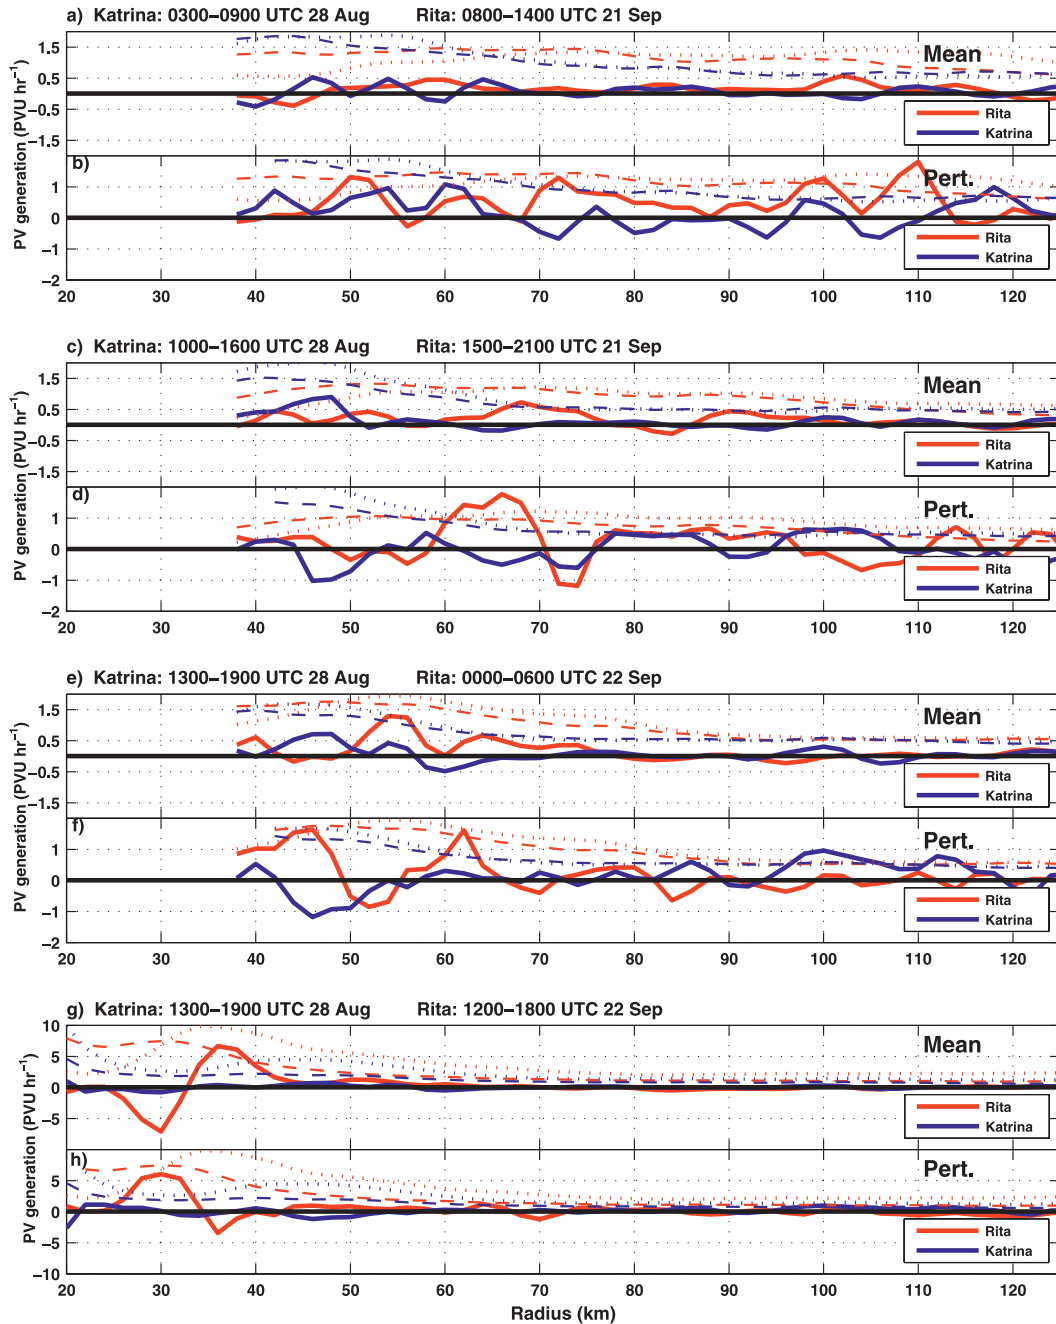 a) Katrina: 0300–0900 UTC 28 Aug Rita: 0800–1400 UTC 21 Sep
Mean
1.5
0.5
−0.5
−1.5
Rita
Katrina
b)
Pert.
1
0
−1
−2
Rita
Katrina
PV generation (PVU hr⁻¹)
20 30 40 50 60 70 80 90 100 110 120
c) Katrina: 1000–1600 UTC 28 Aug Rita: 1500–2100 UTC 21 Sep
Mean
1.5
0.5
−0.5
−1.5
Rita
Katrina
d)
Pert.
1
0
−1
−2
Rita
Katrina
PV generation (PVU hr⁻¹)
20 30 40 50 60 70 80 90 100 110 120
e) Katrina: 1300–1900 UTC 28 Aug Rita: 0000–0600 UTC 22 Sep
Mean
1.5
0.5
−0.5
−1.5
Rita
Katrina
f)
Pert.
1
0
−1
−2
Rita
Katrina
PV generation (PVU hr⁻¹)
20 30 40 50 60 70 80 90 100 110 120
g) Katrina: 1300–1900 UTC 28 Aug Rita: 1200–1800 UTC 22 Sep
Mean
10
5
0
−5
Rita
Katrina
h)
Pert.
5
0
−5
−10
Rita
Katrina
PV generation (PVU hr⁻¹)
20 30 40 50 60 70 80 90 100 110 120
Radius (km)